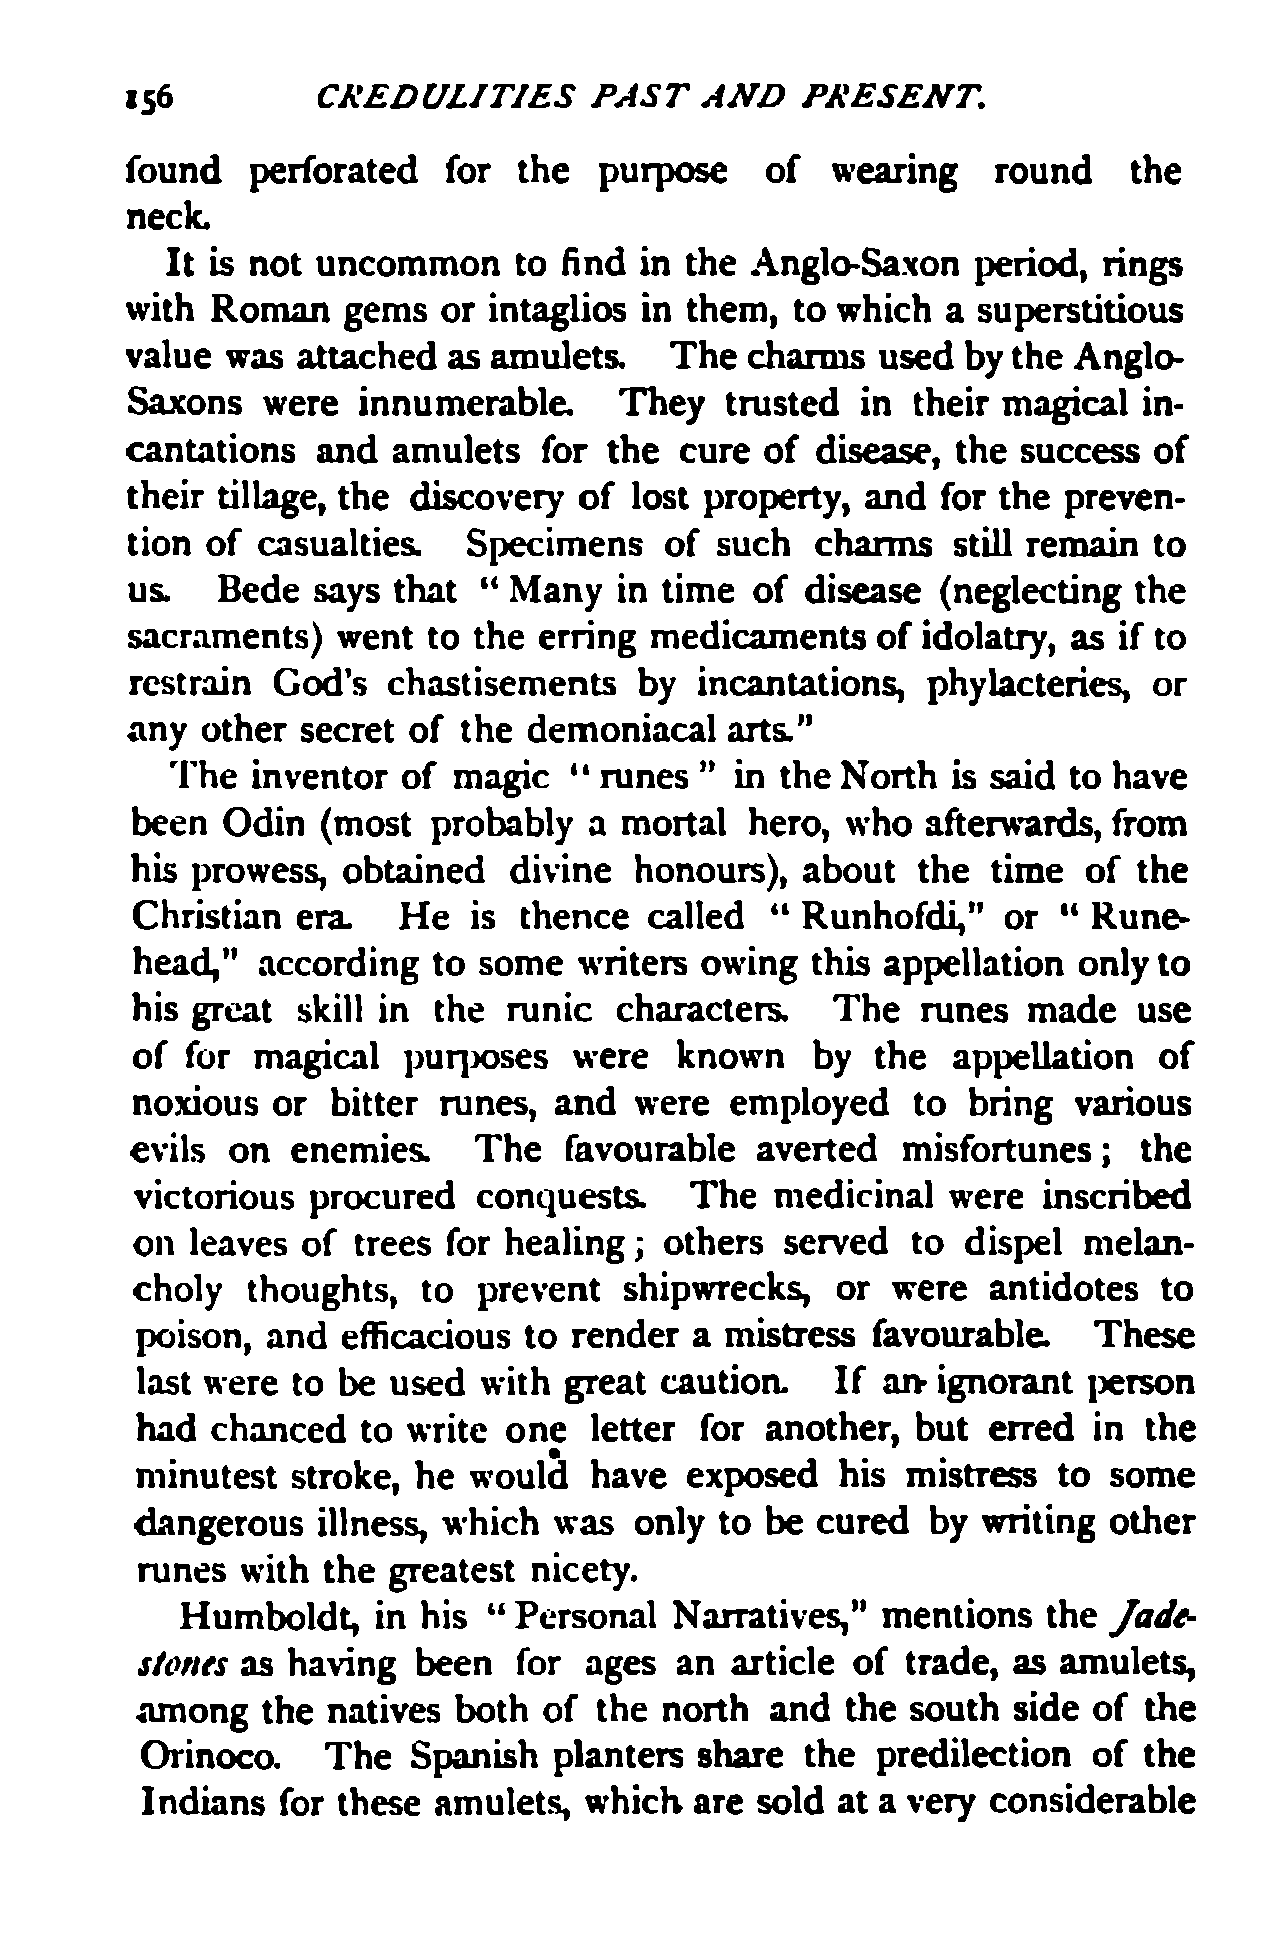 156 CREDULITIES PAST AND PRESENT.
found perforated for the purpose of wearing round the
neck.
It is not uncommon to find in the Anglo-Saxon period, rings
with Roman gems or intaglios in them, to which a superstitious
value was attached as amulets. The charms used by the Anglo-
Saxons were innumerable. They trusted in their magical in-
cantations and amulets for the cure of disease, the success of
their tillage, the discovery of lost property, and for the preven-
tion of casualties. Specimens of such charms still remain to
us. Bede says that "Many in time of disease (neglecting the
sacraments) went to the erring medicaments of idolatry, as if to
restrain God's chastisements by incantations, phylacteries, or
any other secret of the demoniacal arts."
The inventor of magic "runes" in the North is said to have
been Odin (most probably a mortal hero, who afterwards, from
his prowess, obtained divine honours), about the time of the
Christian era. He is thence called "Runhofdi," or "Rune-
head," according to some writers owing this appellation only to
his great skill in the runic characters. The runes made use
of for magical purposes were known by the appellation of
noxious or bitter runes, and were employed to bring various
evils on enemies. The favourable averted misfortunes; the
victorious procured conquests. The medicinal were inscribed
on leaves of trees for healing; others served to dispel melan-
choly thoughts, to prevent shipwrecks, or were antidotes to
poison, and efficacious to render a mistress favourable. These
last were to be used with great caution. If an ignorant person
had chanced to write one letter for another, but erred in the
minutest stroke, he would have exposed his mistress to some
dangerous illness, which was only to be cured by writing other
runes with the greatest nicety.
Humboldt, in his "Personal Narratives," mentions the Jade-
stones as having been for ages an article of trade, as amulets,
among the natives both of the north and the south side of the
Orinoco. The Spanish planters share the predilection of the
Indians for these amulets, which are sold at a very considerable